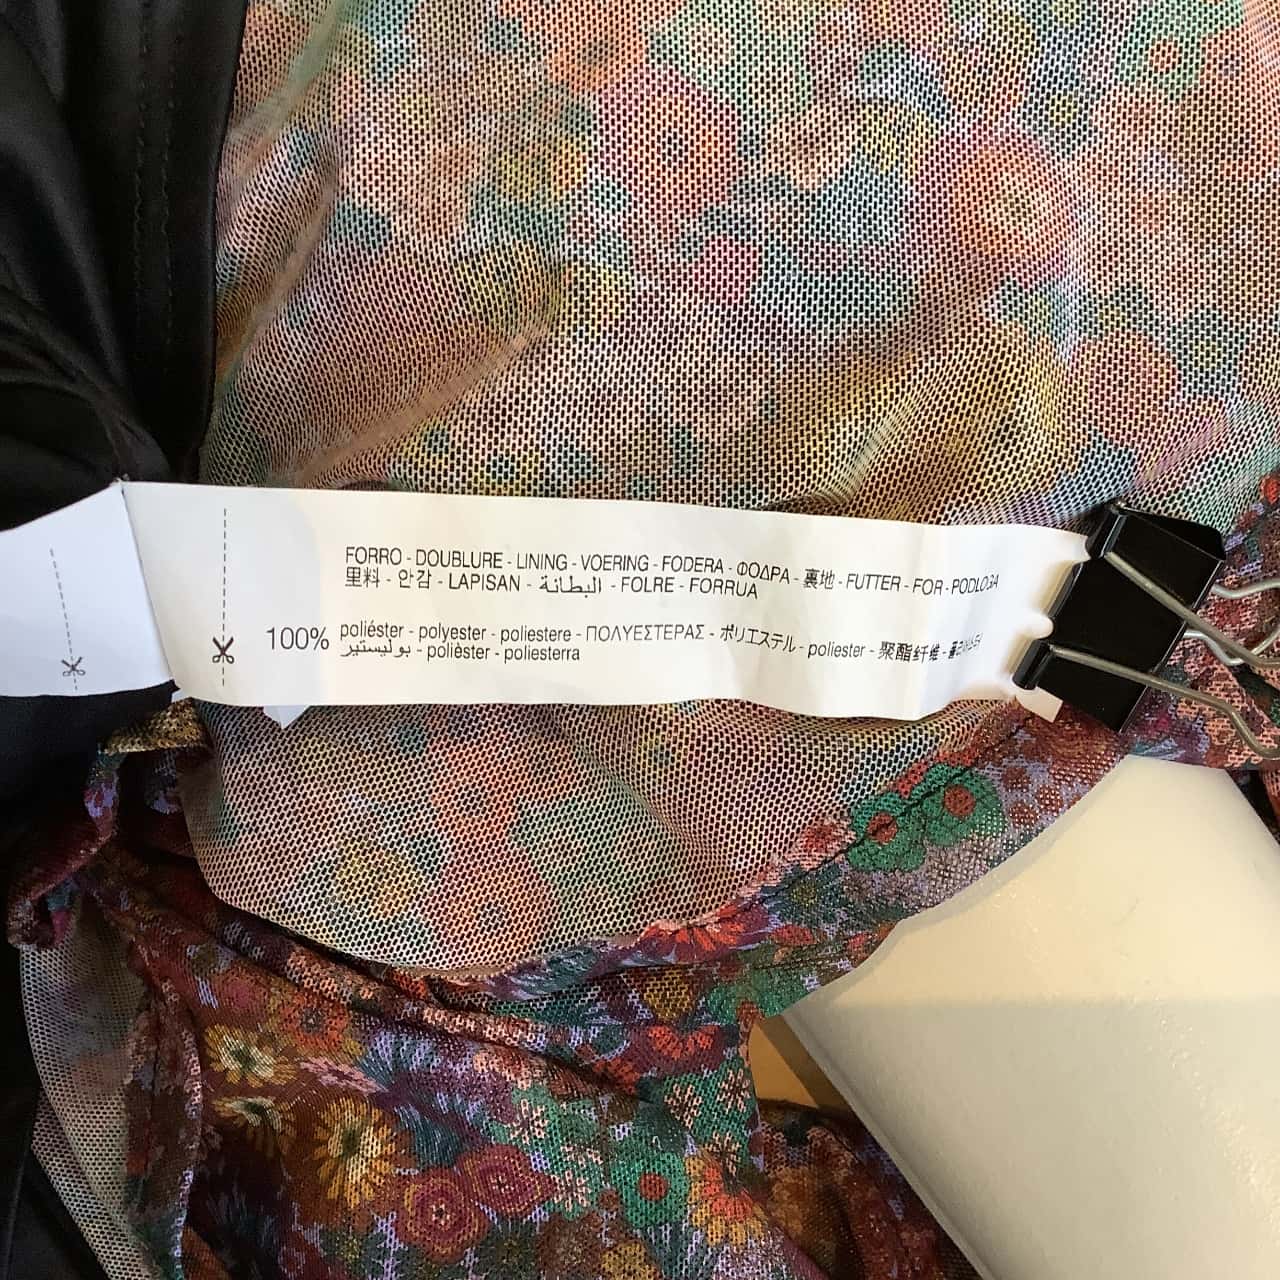 FORRO - DOUBLURE - LINING - VOERING - FODERA - ΦΟΔΡΑ - 裏地 - FUTTER - FOR - PODLOGA
里料 - 안감 - LAPISAN - البطانة - FOLRE - FORRUA
100% poliéster - polyester - poliestere - ΠΟΛΥΕΣΤΕΡΑΣ - ポリエステル - poliester - 聚酯纤维 -
بوليستير - polièster - poliesterra